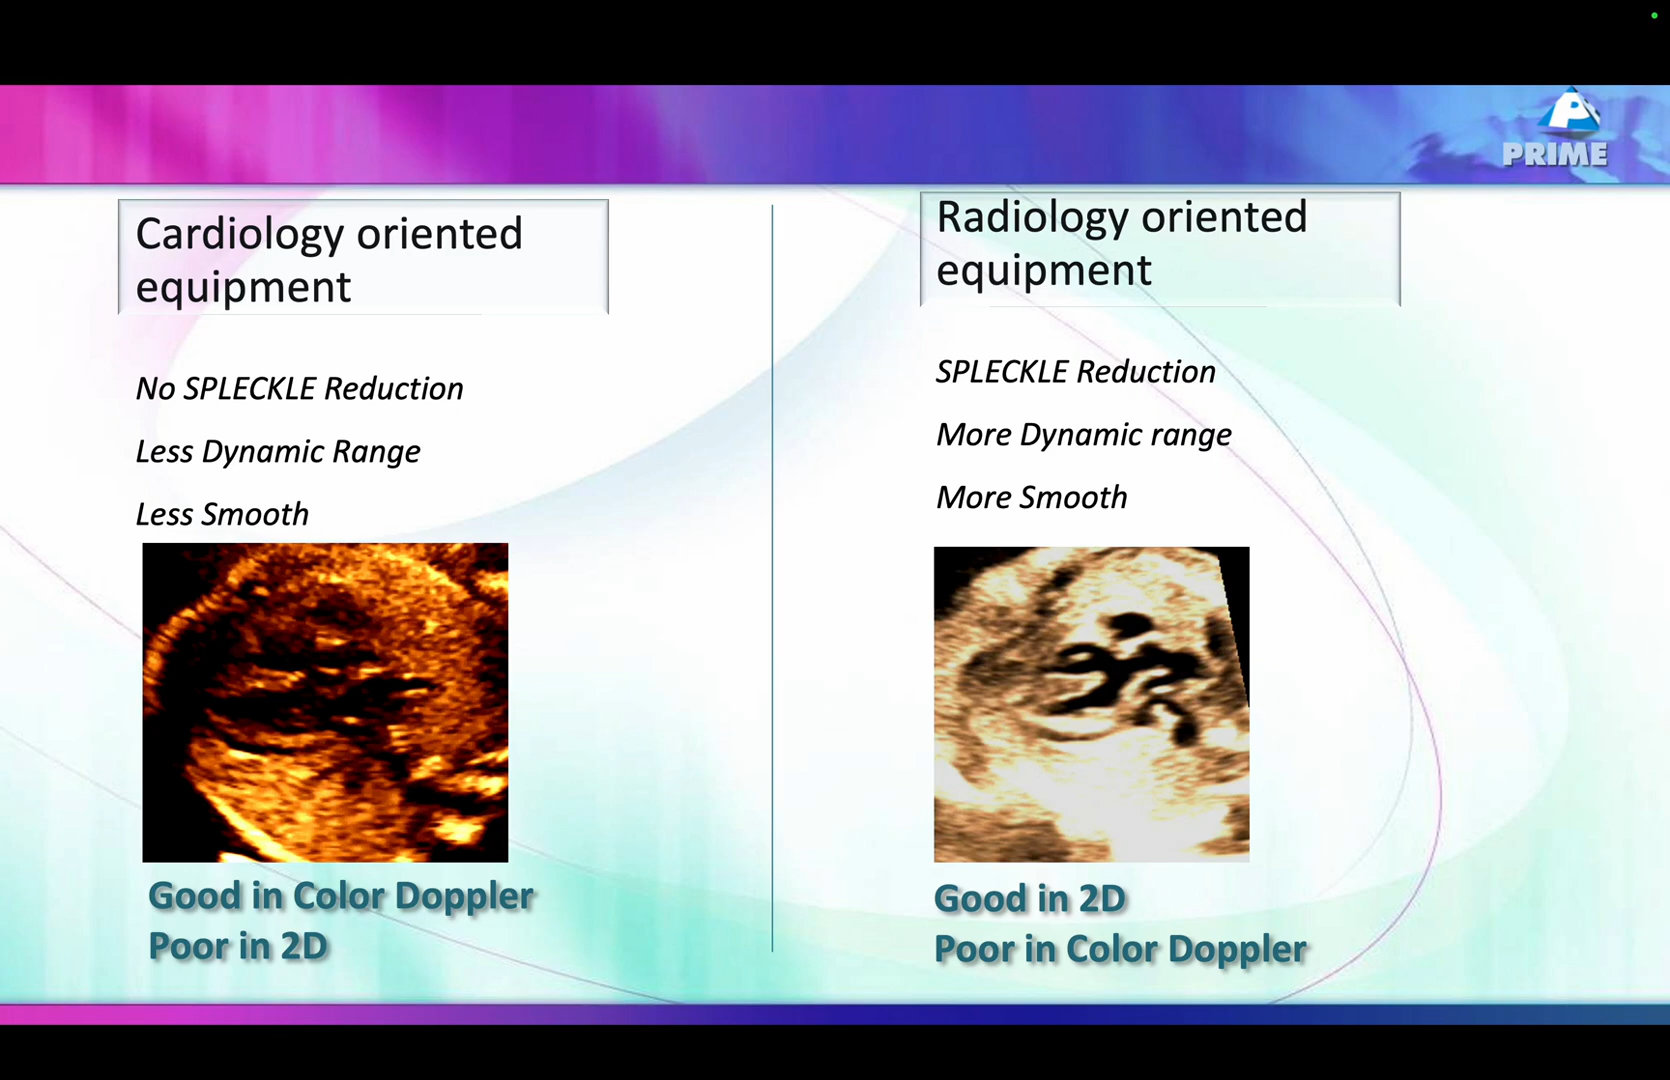 PRIME
Cardiology oriented
equipment
No SPLECKLE Reduction
Less Dynamic Range
Less Smooth
Good in Color Doppler
Poor in 2D
Radiology oriented
equipment
SPLECKLE Reduction
More Dynamic range
More Smooth
Good in 2D
Poor in Color Doppler